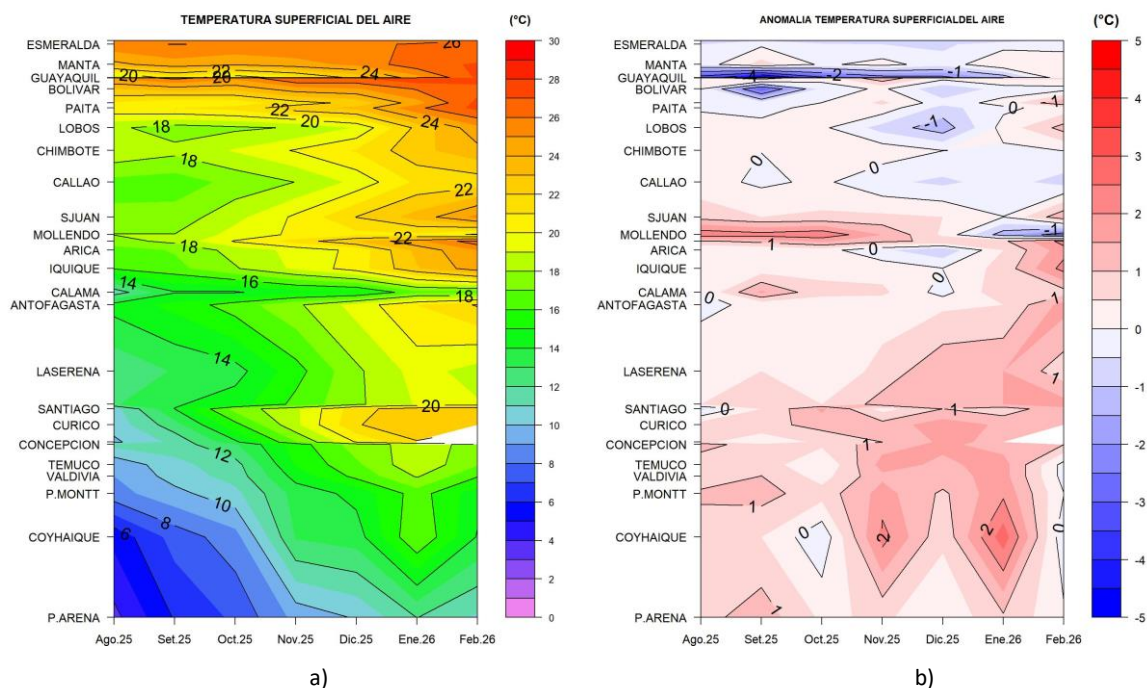 TEMPERATURA SUPERFICIAL DEL AIRE
(°C)
ESMERALDA
MANTA
GUAYAQUIL
BOLIVAR
PAITA
LOBOS
CHIMBOTE
CALLAO
SJUAN
MOLLENDO
ARICA
IQUIQUE
CALAMA
ANTOFAGASTA
LASERENA
SANTIAGO
CURICO
CONCEPCION
TEMUCO
VALDIVIA
P.MONTT
COYHAIQUE
P.ARENA
26
20
22
24
22
20
24
18
18
22
18
22
16
14
18
14
20
12
10
8
6
Ago.25 Set.25 Oct.25 Nov.25 Dic.25 Ene.26 Feb.26
30
28
26
24
22
20
18
16
14
12
10
8
6
4
2
0
a)
ANOMALIA TEMPERATURA SUPERFICIALDEL AIRE
(°C)
ESMERALDA
MANTA
GUAYAQUIL
BOLIVAR
PAITA
LOBOS
CHIMBOTE
CALLAO
SJUAN
MOLLENDO
ARICA
IQUIQUE
CALAMA
ANTOFAGASTA
LASERENA
SANTIAGO
CURICO
CONCEPCION
TEMUCO
VALDIVIA
P.MONTT
COYHAIQUE
P.ARENA
-4
-2
-1
0
-1
-1
0
0
-1
1
0
0
0
1
1
0
1
1
0
1
1
0
2
2
0
1
Ago.25 Set.25 Oct.25 Nov.25 Dic.25 Ene.26 Feb.26
5
4
3
2
1
0
-1
-2
-3
-4
-5
b)